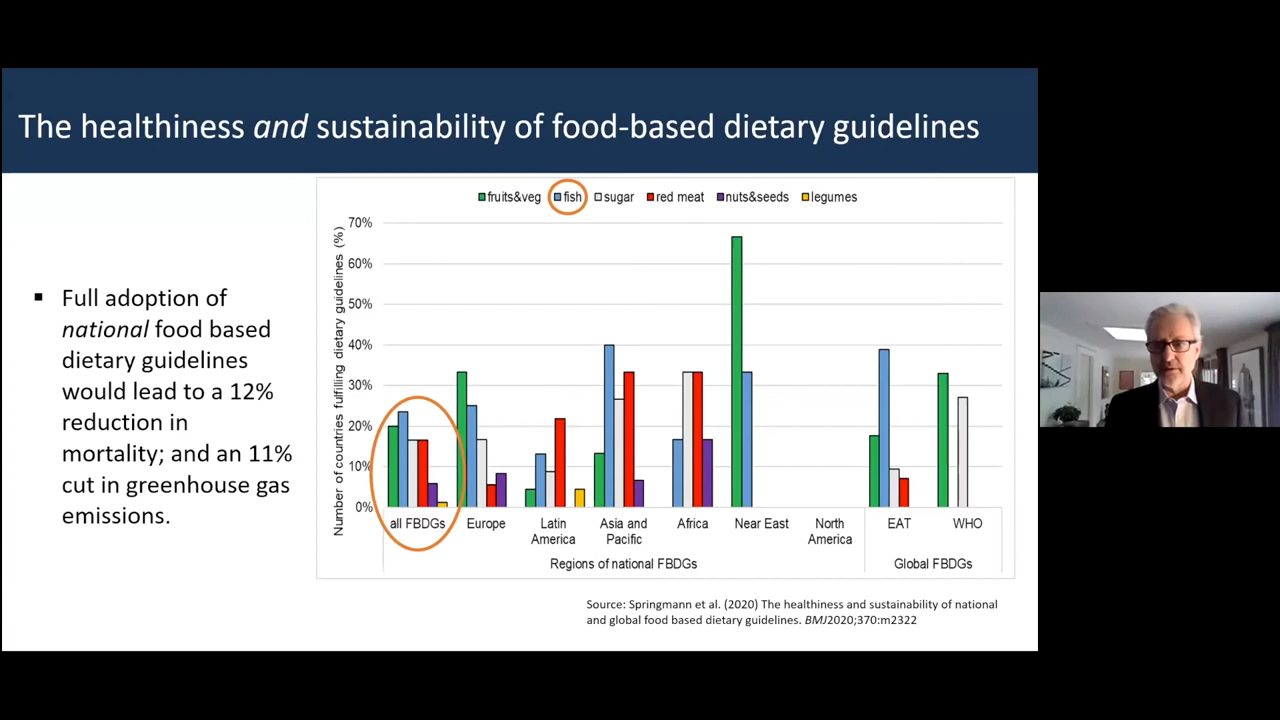 The healthiness and sustainability of food-based dietary guidelines
▪ Full adoption of
national food based
dietary guidelines
would lead to a 12%
reduction in
mortality; and an 11%
cut in greenhouse gas
emissions.
fruits&veg fish sugar red meat nuts&seeds legumes
Number of countries fulfilling dietary guidelines (%)
70%
60%
50%
40%
30%
20%
10%
0%
all FBDGs Europe Latin America Asia and Pacific Africa Near East North America EAT WHO
Regions of national FBDGs Global FBDGs
Source: Springmann et al. (2020) The healthiness and sustainability of national
and global food based dietary guidelines. BMJ2020;370:m2322